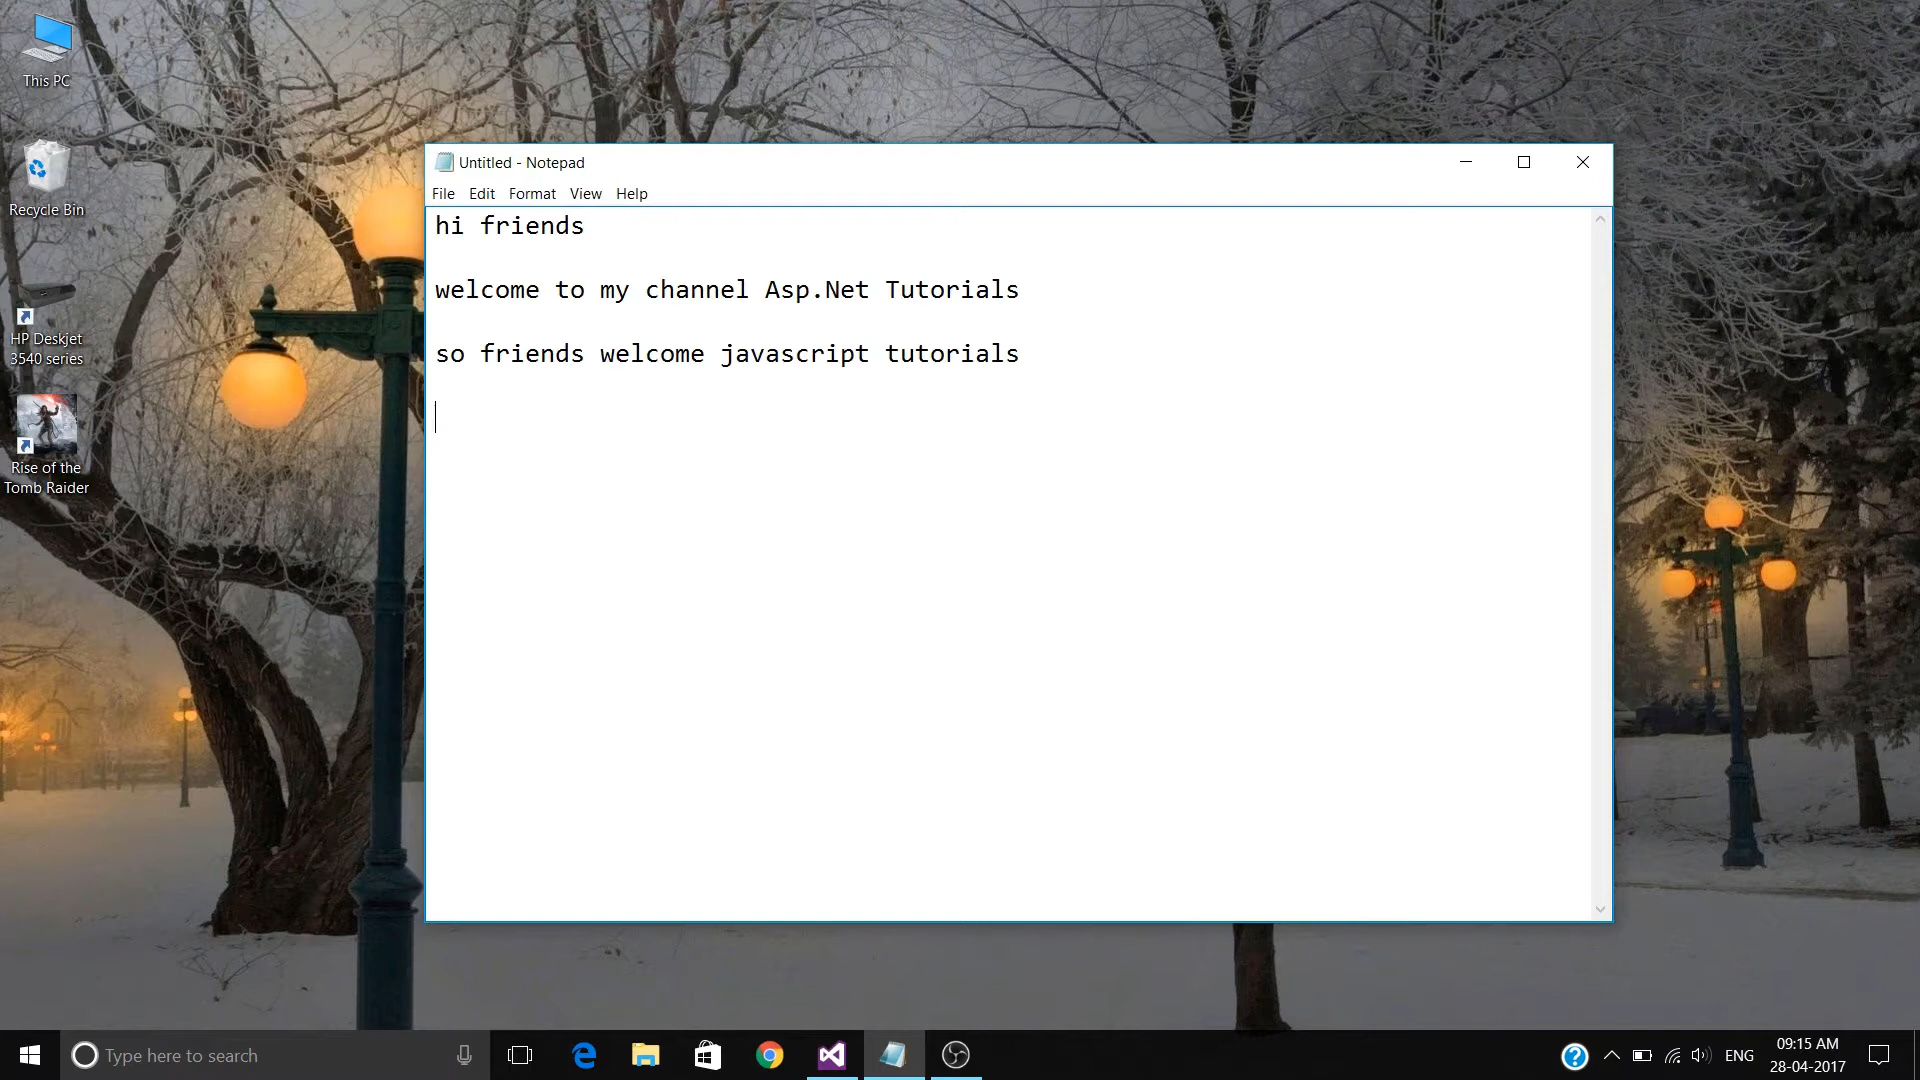 This PC
Recycle Bin
HP Deskjet
3540 series
Rise of the
Tomb Raider
Untitled - Notepad
File Edit Format View Help
hi friends
welcome to my channel Asp.Net Tutorials
so friends welcome javascript tutorials
Type here to search
ENG
09:15 AM
28-04-2017